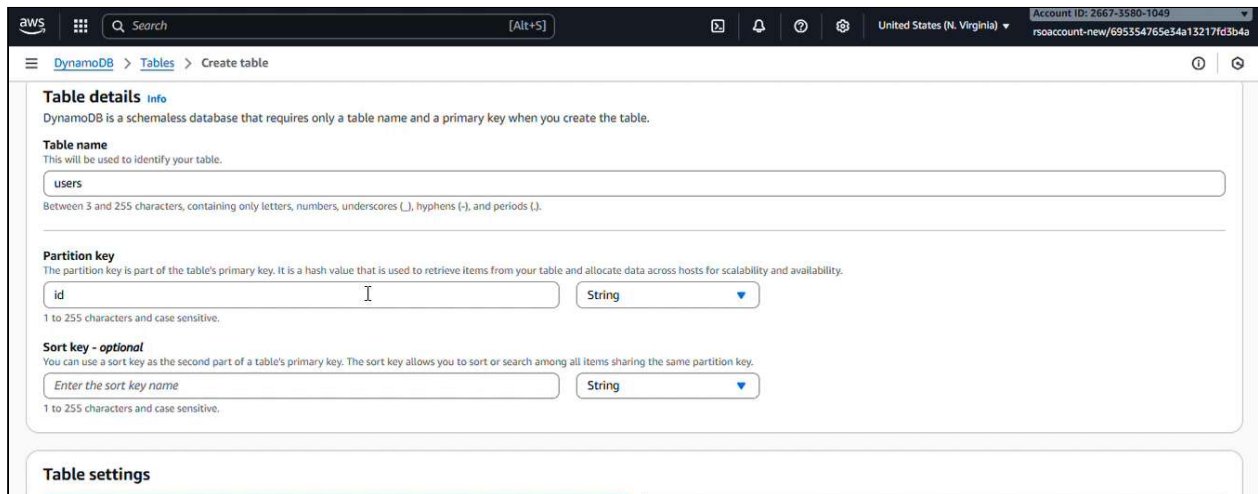 aws
Search [Alt+S] United States (N. Virginia)
Account ID: 2667-3580-1049
rsoaccount-new/695354765e34a13217fd3b4a
DynamoDB > Tables > Create table
Table details Info
DynamoDB is a schemaless database that requires only a table name and a primary key when you create the table.
Table name
This will be used to identify your table.
users
Between 3 and 255 characters, containing only letters, numbers, underscores (_), hyphens (-), and periods (.).
Partition key
The partition key is part of the table's primary key. It is a hash value that is used to retrieve items from your table and allocate data across hosts for scalability and availability.
id String
1 to 255 characters and case sensitive.
Sort key - optional
You can use a sort key as the second part of a table's primary key. The sort key allows you to sort or search among all items sharing the same partition key.
Enter the sort key name String
1 to 255 characters and case sensitive.
Table settings